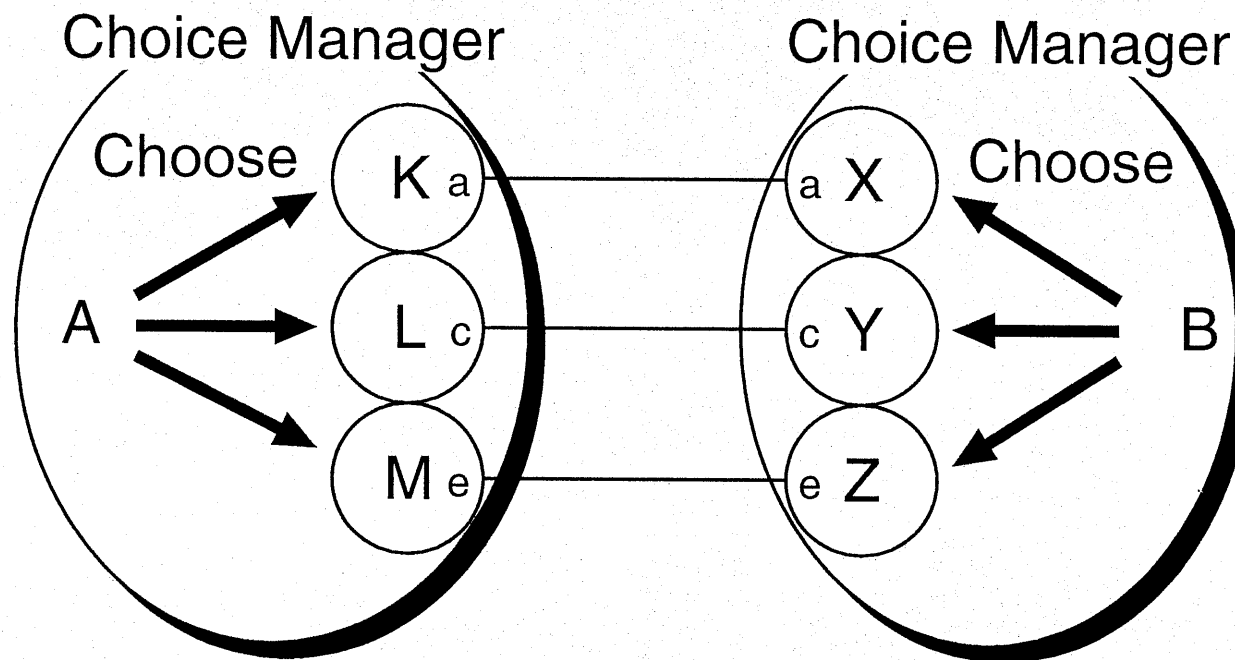 Choice Manager Choice Manager
Choose Choose
K a a X
A L c c Y B
M e e Z